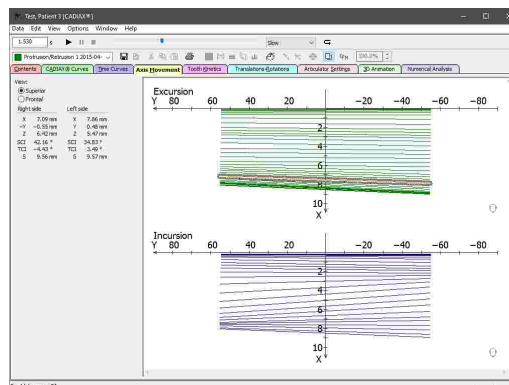 Test, Patient 3 [CADIAX®]
Data Edit View Options Window Help
1.530 s Slow
Protrusion/Retrusion 1 2015-04- 100.0%
Contents CADIAX® Curves Time Curves Axis Movement Tooth Kinetics Translations-Rotations Articulator Settings 3D Animation Numerical Analysis
View:
Superior
Frontal
Right side Left side
X 7.09 mm X 7.86 mm
-Y -0.55 mm Y 0.48 mm
Z 6.42 mm Z 5.47 mm
SCI 42.16 ° SCI 34.83 °
TCI -4.43 ° TCI 3.49 °
S 9.56 mm S 9.57 mm
Excursion
Y 80 60 40 20 -20 -40 -60 -80
2
4
6
8
10
X
Incursion
Y 80 60 40 20 -20 -40 -60 -80
2
4
6
8
10
X